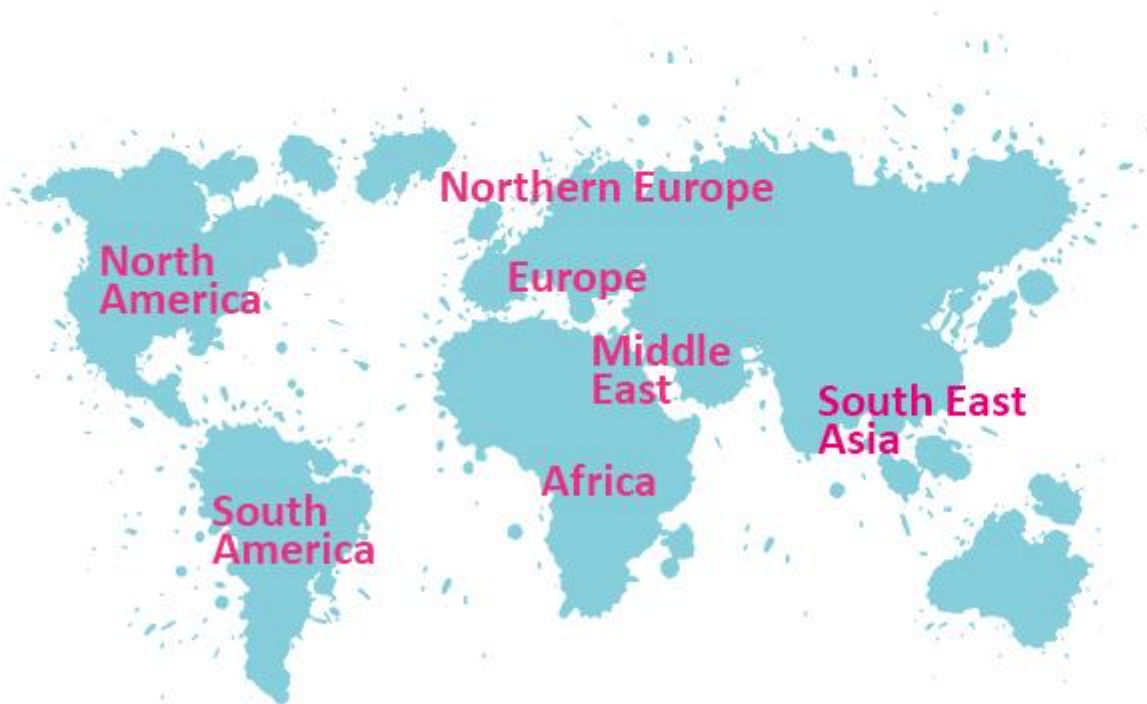 Northern Europe
North
America
Europe
Middle
East
South East
Asia
Africa
South
America